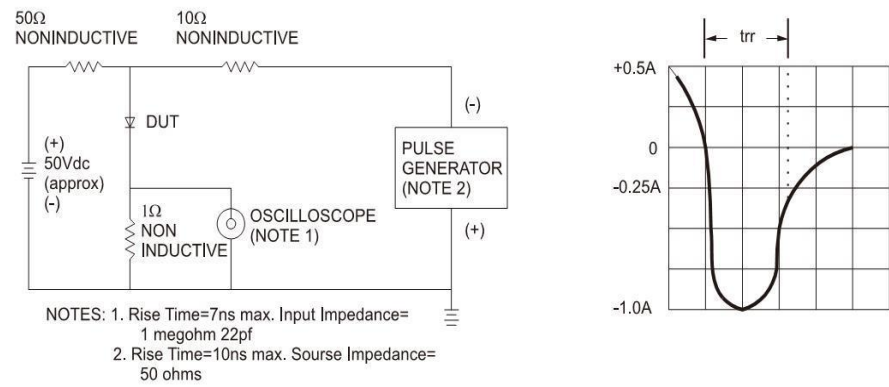 50Ω
NONINDUCTIVE
10Ω
NONINDUCTIVE
DUT
(+)
50Vdc
(approx)
(-)
1Ω
NON
INDUCTIVE
OSCILLOSCOPE
(NOTE 1)
(-)
PULSE
GENERATOR
(NOTE 2)
(+)
NOTES: 1. Rise Time=7ns max. Input Impedance=
1 megohm 22pf
2. Rise Time=10ns max. Sourse Impedance=
50 ohms
trr
+0.5A
0
-0.25A
-1.0A